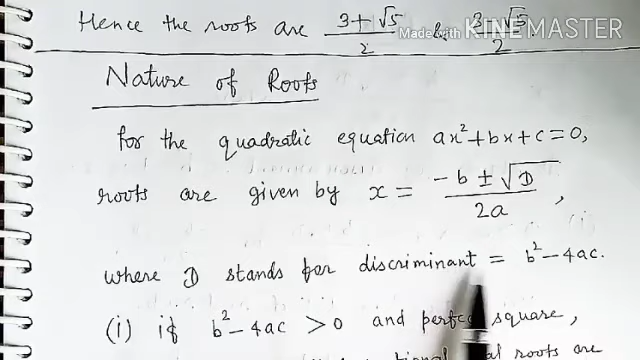 Hence the roots are (3+√5)/2 & (3-√5)/2
Made with KINEMASTER
Nature of Roots
for the quadratic equation ax²+bx+c=0,
roots are given by x = (-b ± √D)/2a ,
where D stands for discriminant = b²-4ac.
(i) if b²-4ac >0 and perfect square,
roots are